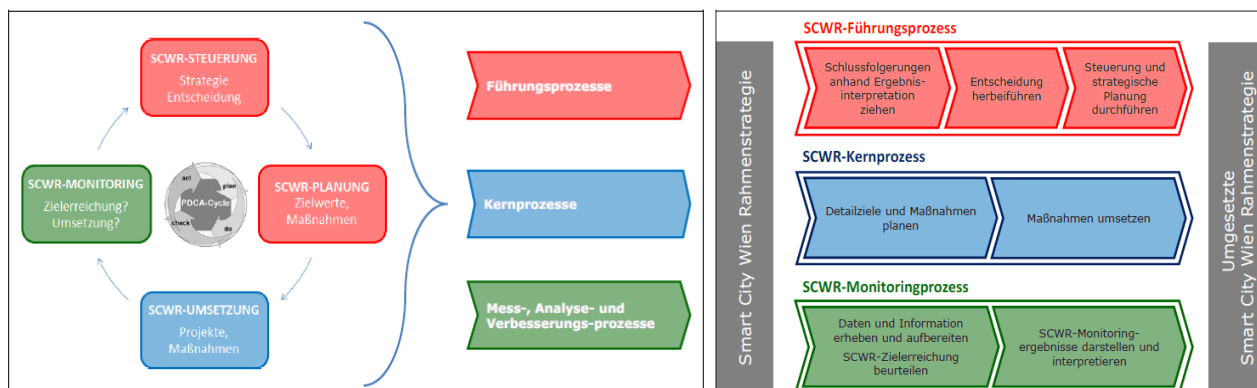 SCWR-STEUERUNG
Strategie
Entscheidung
SCWR-MONITORING
Zielerreichung?
Umsetzung?
act
plan
PDCA-Cycle
check
do
SCWR-PLANUNG
Zielwerte,
Maßnahmen
SCWR-UMSETZUNG
Projekte,
Maßnahmen
Führungsprozesse
Kernprozesse
Mess-, Analyse- und
Verbesserungs-prozesse
Smart City Wien Rahmenstrategie
SCWR-Führungsprozess
Schlussfolgerungen
anhand Ergebnis-
interpretation
ziehen
Entscheidung
herbeiführen
Steuerung und
strategische
Planung
durchführen
SCWR-Kernprozess
Detailziele und Maßnahmen
planen
Maßnahmen umsetzen
SCWR-Monitoringprozess
Daten und Information
erheben und aufbereiten
SCWR-Zielerreichung
beurteilen
SCWR-Monitoring-
ergebnisse darstellen und
interpretieren
Umgesetzte
Smart City Wien Rahmenstrategie